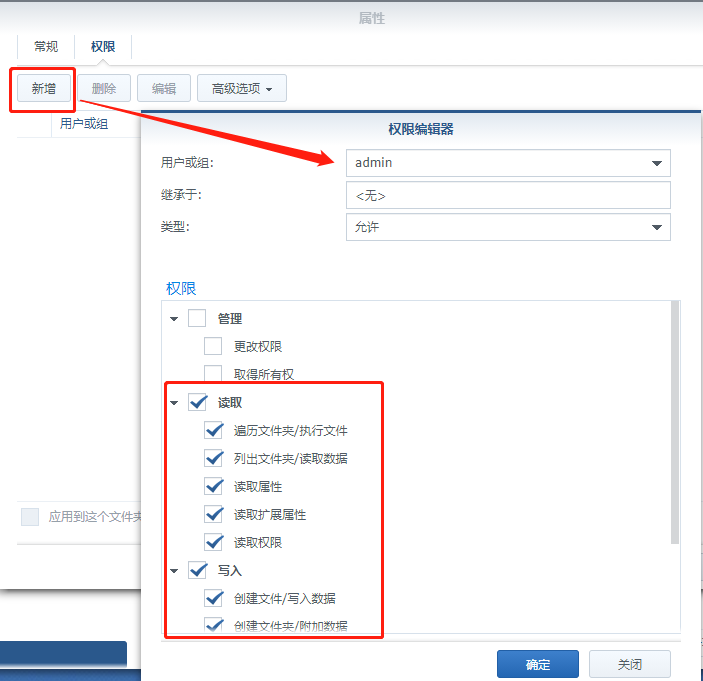 属性
常规 权限
新增 删除 编辑 高级选项
用户或组
权限编辑器
用户或组: admin
继承于: <无>
类型: 允许
权限
管理
更改权限
取得所有权
读取
遍历文件夹/执行文件
列出文件夹/读取数据
读取属性
读取扩展属性
读取权限
写入
创建文件/写入数据
创建文件夹/附加数据
应用到这个文件夹
确定 关闭